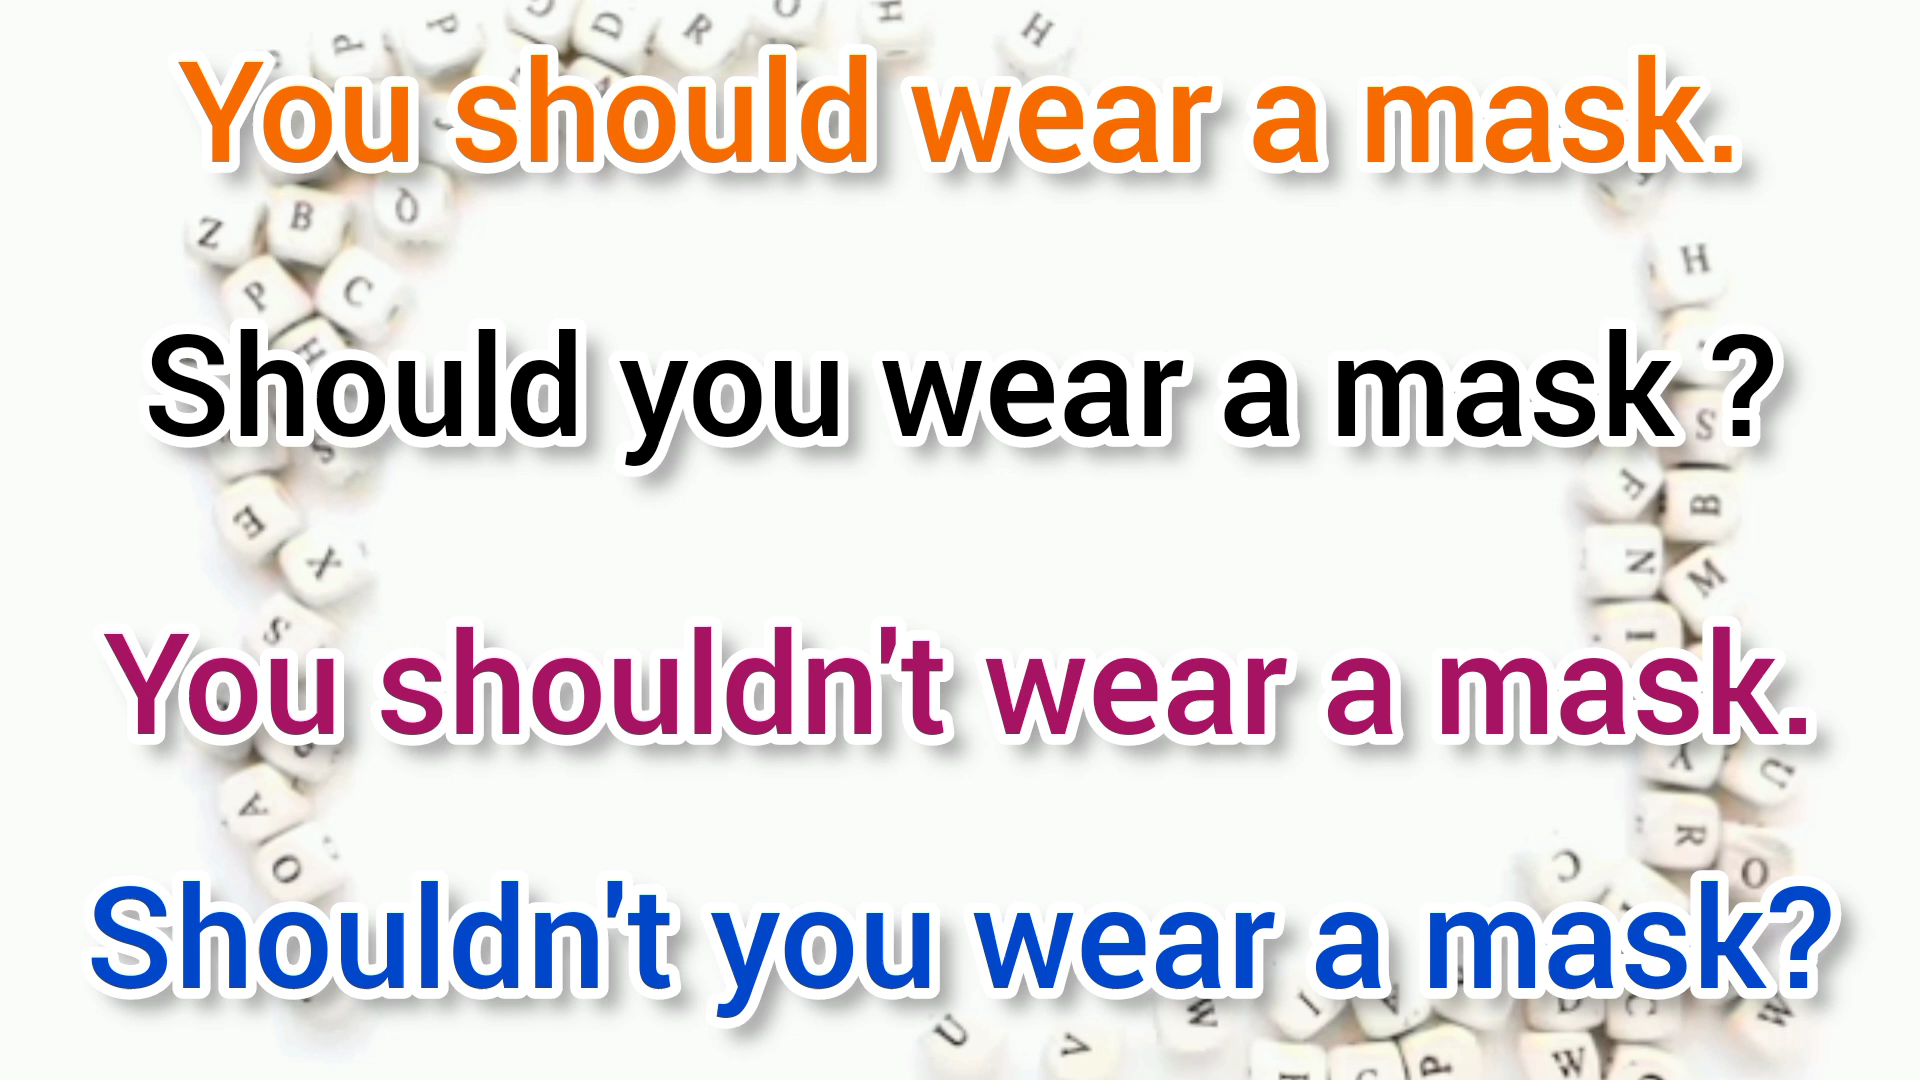 You should wear a mask.
Should you wear a mask ?
You shouldn't wear a mask.
Shouldn't you wear a mask?